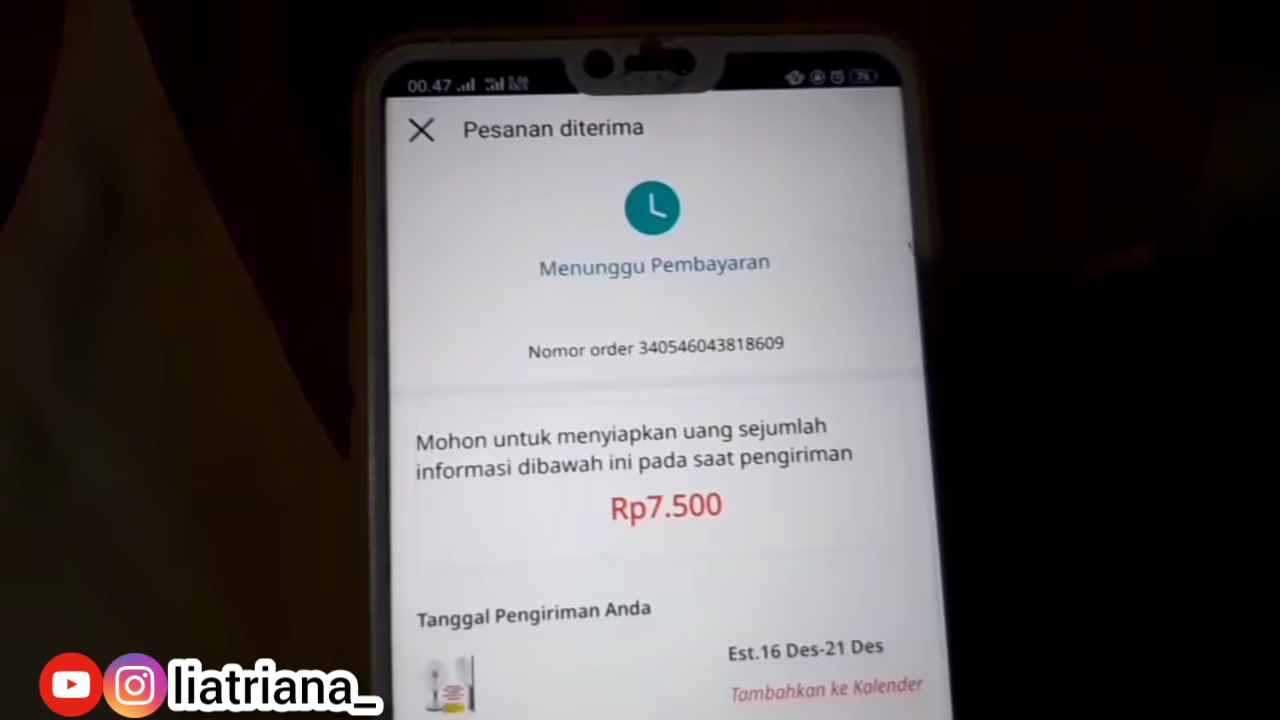 00.47
76
Pesanan diterima
Menunggu Pembayaran
Nomor order 340546043818609
Mohon untuk menyiapkan uang sejumlah
informasi dibawah ini pada saat pengiriman
Rp7.500
Tanggal Pengiriman Anda
Est.16 Des-21 Des
Tambahkan ke Kalender
liatriana_